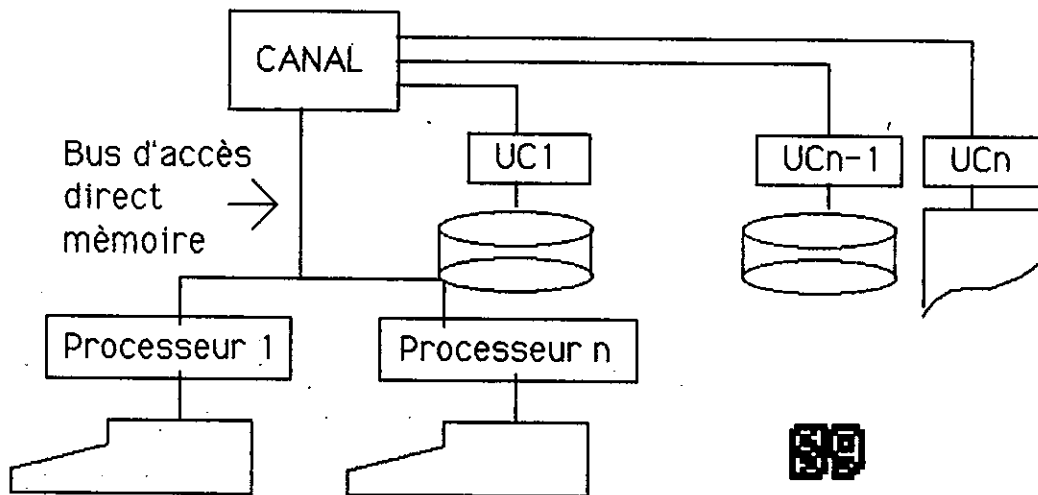 CANAL
Bus d'accès
direct
mèmoire
UC1
UCn-1
UCn
Processeur 1
Processeur n